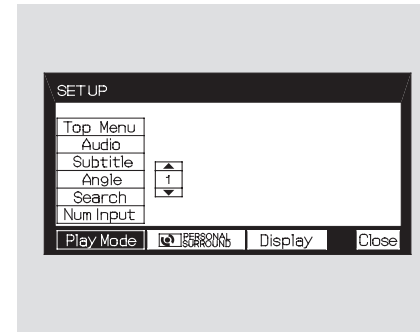 SETUP
Top Menu
Audio
Subtitle
Angle
1
Search
Num Input
Play Mode
PERSONAL
SURROUND
Display
Close